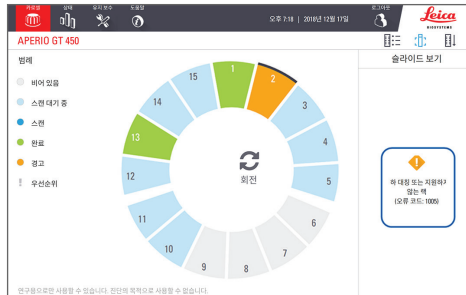 카로셀 상태 유지 보수 도움말 오후 7:18 | 2018년 12월 17일 로그아웃 Leica
BIOSYSTEMS
APERIO GT 450
슬라이드 보기
범례
비어 있음
스캔 대기 중
스캔
완료
경고
! 우선순위
1
2
3
4
5
6
7
8
9
10
11
12
13
14
15
회전
하 대칭 또는 지원하지
않는 랙
(오류 코드: 1005)
연구용으로만 사용할 수 있습니다. 진단의 목적으로 사용할 수 없습니다.